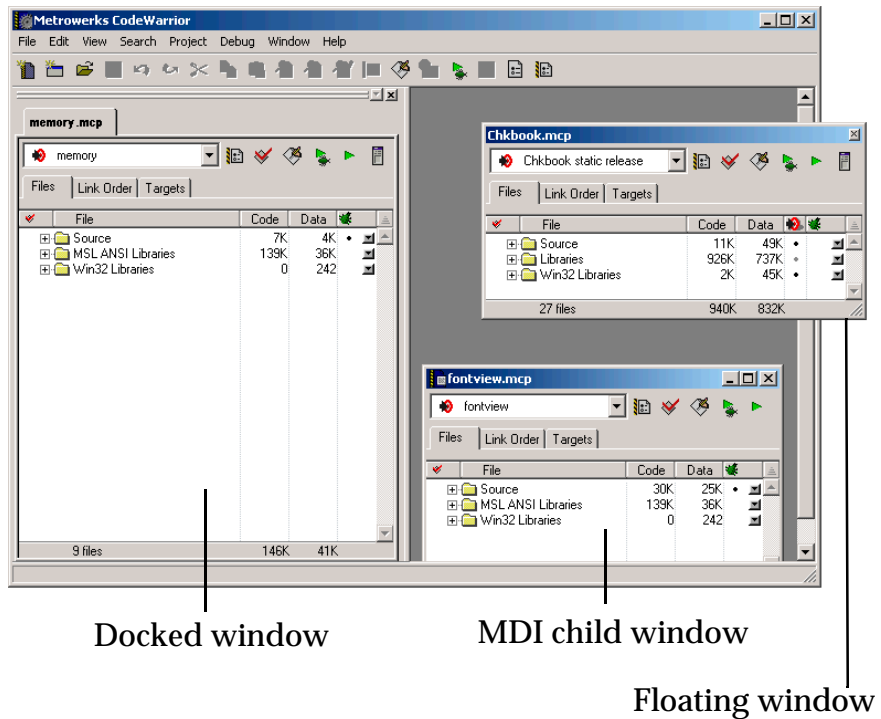 Metrowerks CodeWarrior
File Edit View Search Project Debug Window Help
memory.mcp
memory
Files Link Order Targets
File Code Data
Source 7K 4K
MSL ANSI Libraries 139K 36K
Win32 Libraries 0 242
9 files 146K 41K
Chkbook.mcp
Chkbook static release
Files Link Order Targets
File Code Data
Source 11K 49K
Libraries 926K 737K
Win32 Libraries 2K 45K
27 files 940K 832K
fontview.mcp
fontview
Files Link Order Targets
File Code Data
Source 30K 25K
MSL ANSI Libraries 139K 36K
Win32 Libraries 0 242
Docked window
MDI child window
Floating window